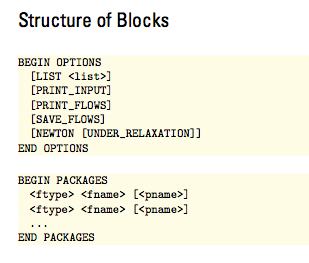 Structure of Blocks
BEGIN OPTIONS
[LIST <list>]
[PRINT_INPUT]
[PRINT_FLOWS]
[SAVE_FLOWS]
[NEWTON [UNDER_RELAXATION]]
END OPTIONS
BEGIN PACKAGES
<ftype> <fname> [<pname>]
<ftype> <fname> [<pname>]
...
END PACKAGES